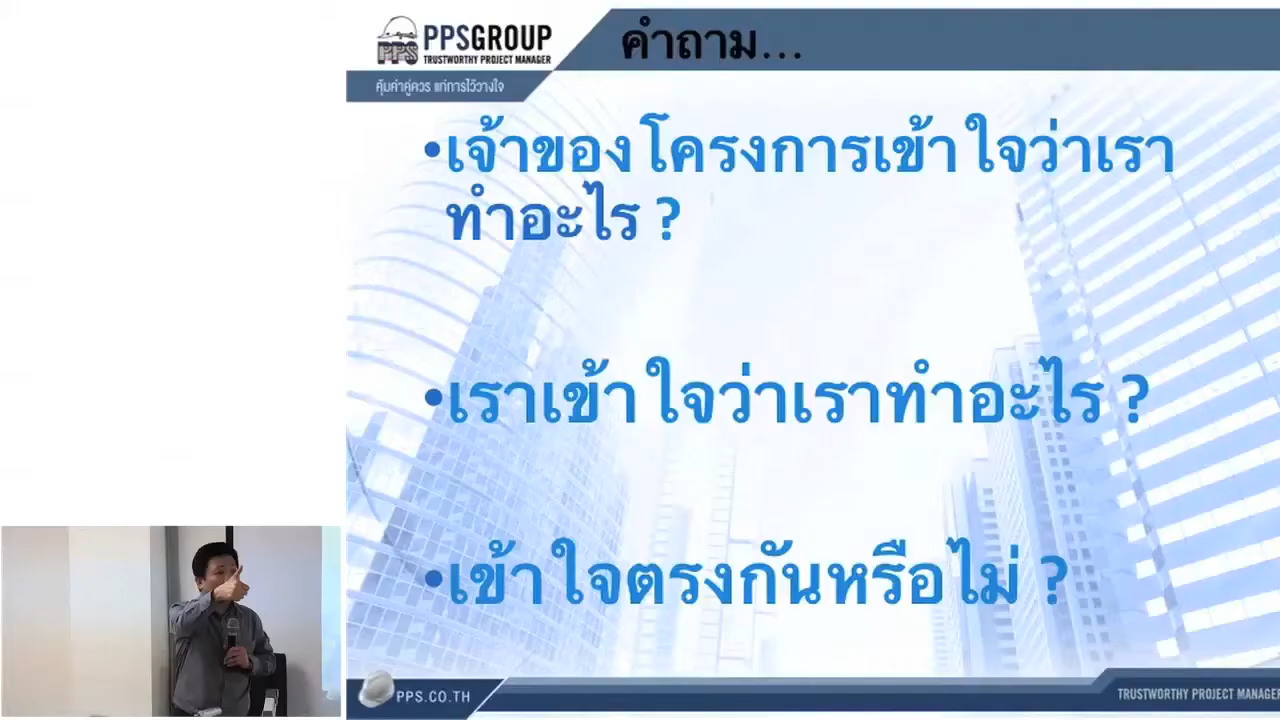 PPS
PPSGROUP
TRUSTWORTHY PROJECT MANAGER
คุ้มค่าคู่ควร แก่การไว้วางใจ
คำถาม...
•เจ้าของโครงการเข้าใจว่าเรา
ทำอะไร ?
•เราเข้าใจว่าเราทำอะไร ?
•เข้าใจตรงกันหรือไม่ ?
PPS.CO.TH
TRUSTWORTHY PROJECT MANAGER